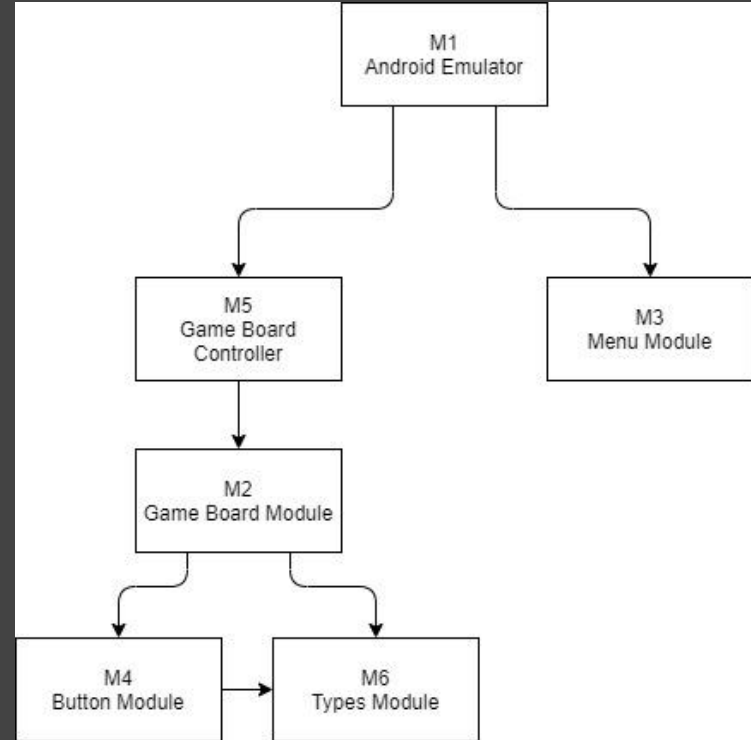 M1
Android Emulator
M5
Game Board
Controller
M3
Menu Module
M2
Game Board Module
M4
Button Module
M6
Types Module